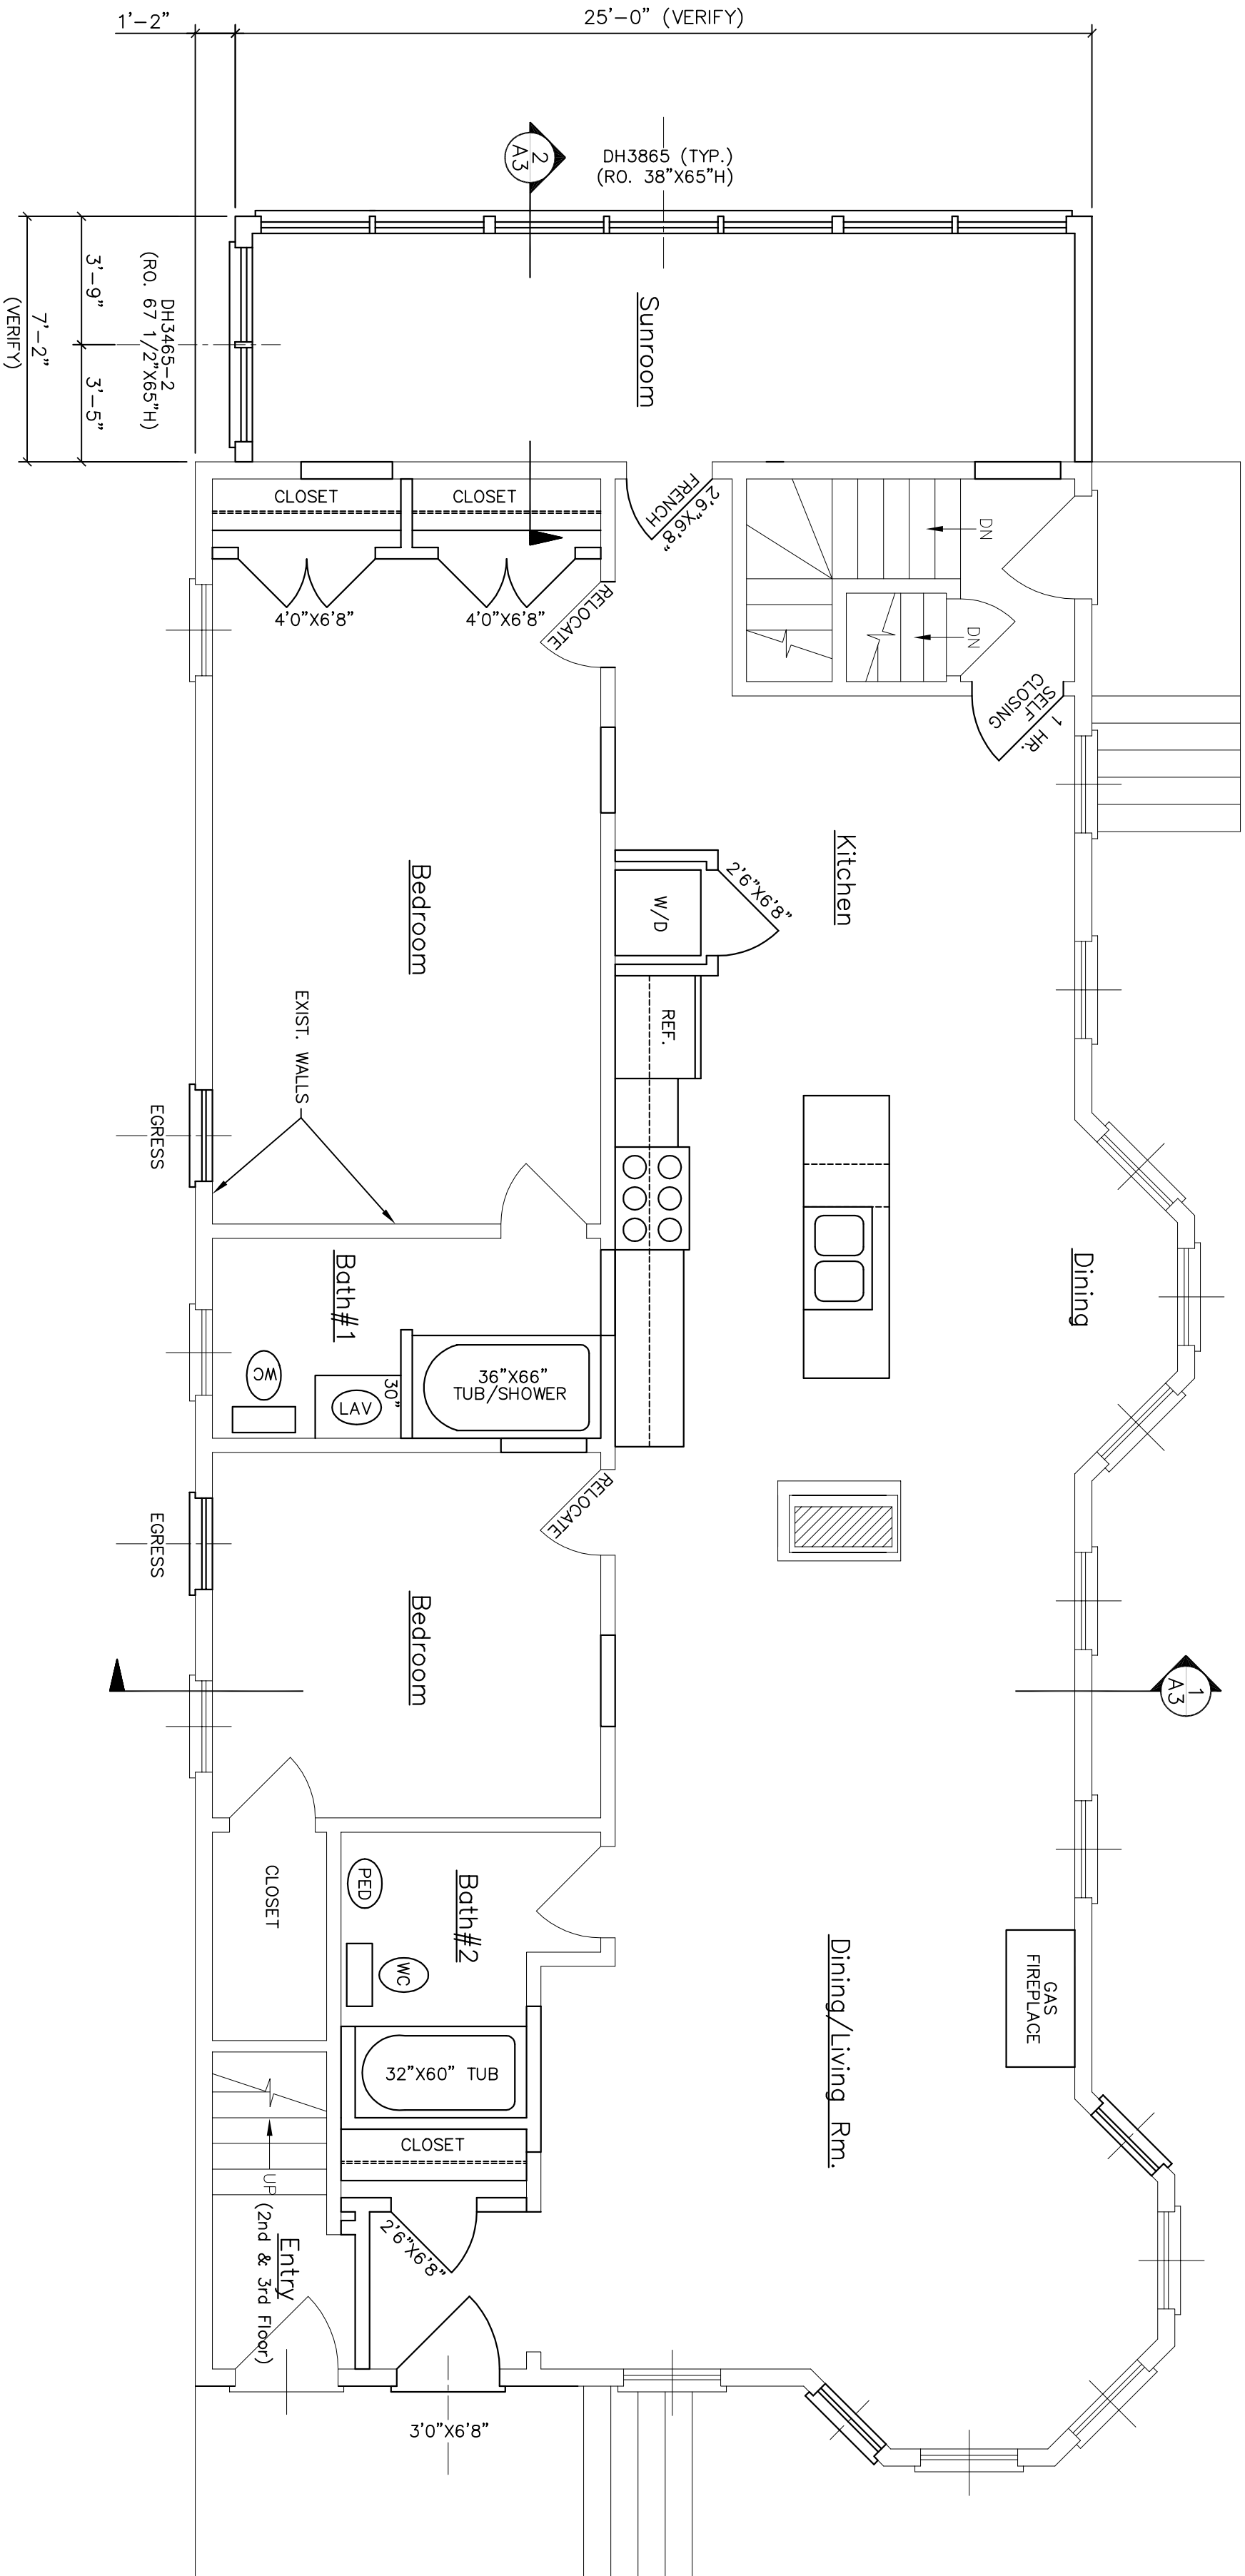 1'-2"
25'-0" (VERIFY)
2
A3
DH3865 (TYP.)
(RO. 38"X65"H)
3'-9"
3'-5"
7'-2"
(VERIFY)
DH3465-2
(RO. 67 1/2"X65"H)
Sunroom
CLOSET
CLOSET
4'0"X6'8"
4'0"X6'8"
2'6"X6'8"
FRENCH
RELOCATE
DN
DN
1 HR.
SELF
CLOSING
Kitchen
W/D
2'6"X6'8"
REF.
Bedroom
EXIST. WALLS
EGRESS
Dining
Bath#1
WC
LAV
30"
36"X66"
TUB/SHOWER
RELOCATE
EGRESS
Bedroom
1
A3
CLOSET
PED
Bath#2
WC
GAS
FIREPLACE
Dining/Living Rm.
32"X60" TUB
CLOSET
2'6"X6'8"
UP (2nd & 3rd Floor)
Entry
3'0"X6'8"